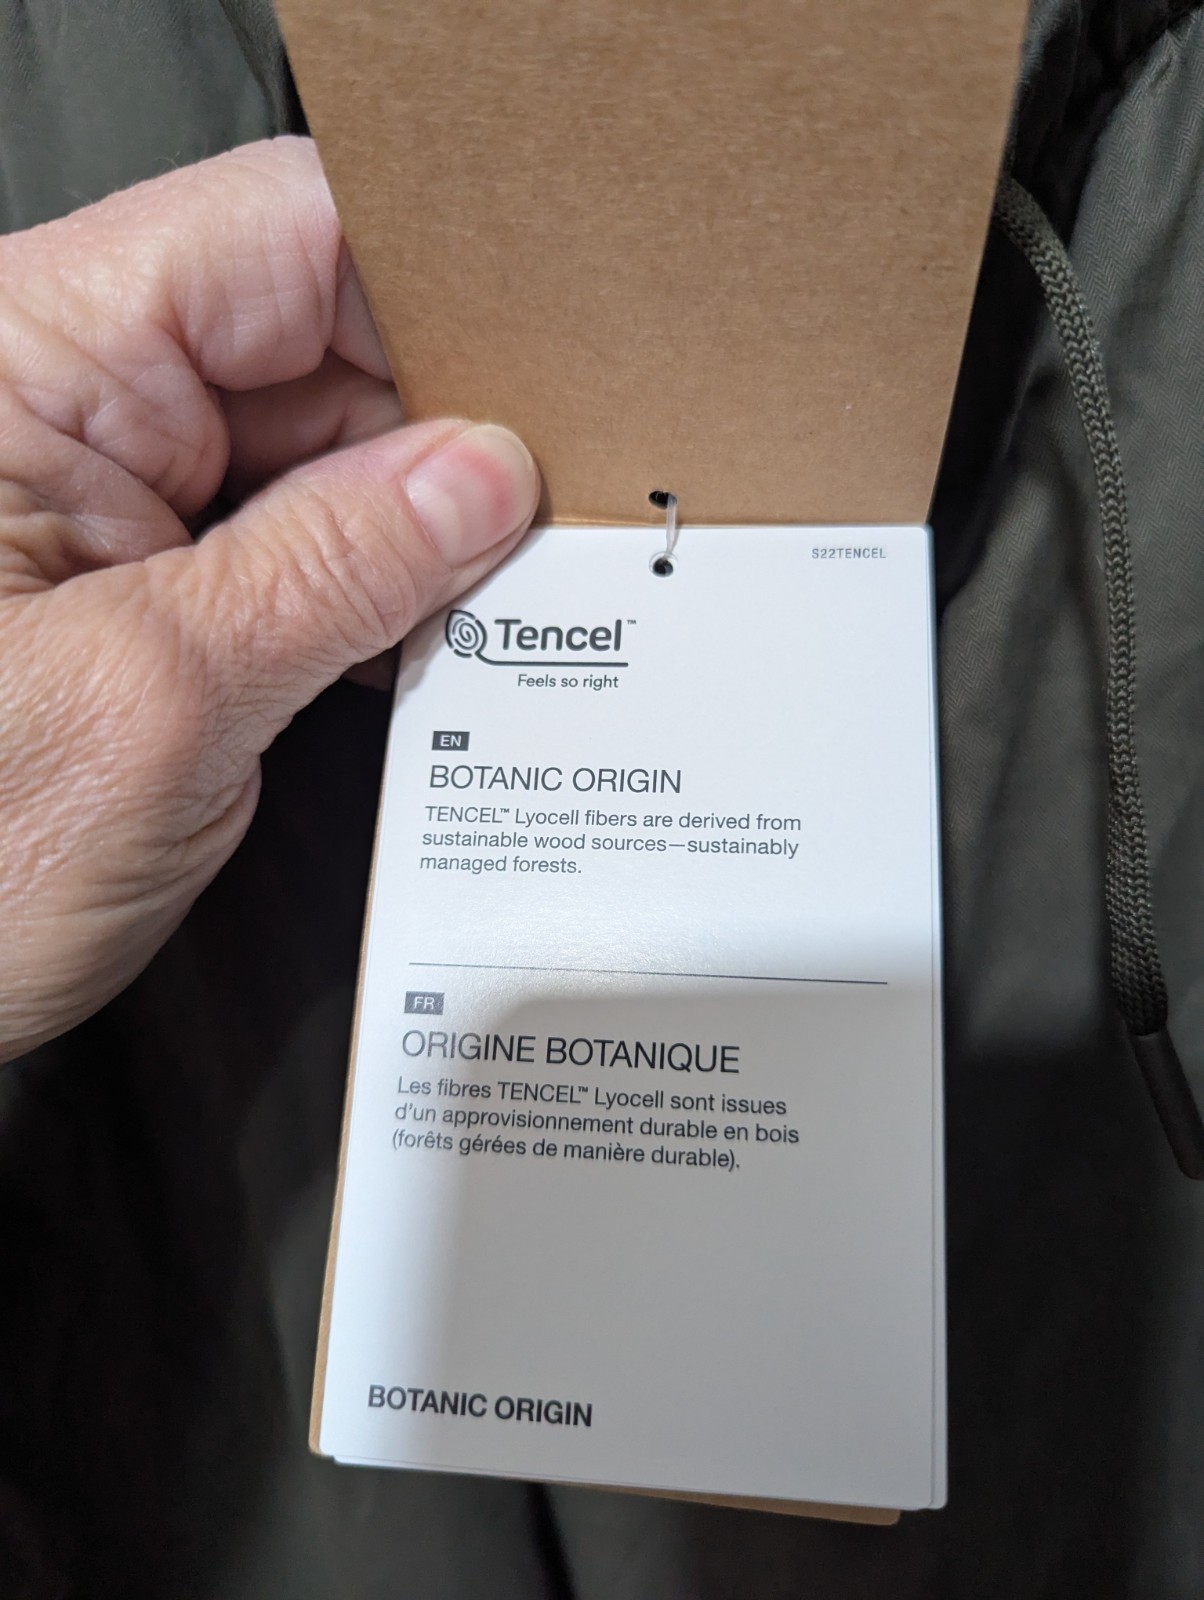 S22TENCEL
Tencel™
Feels so right
EN
BOTANIC ORIGIN
TENCEL™ Lyocell fibers are derived from
sustainable wood sources—sustainably
managed forests.
FR
ORIGINE BOTANIQUE
Les fibres TENCEL™ Lyocell sont issues
d'un approvisionnement durable en bois
(forêts gérées de manière durable).
BOTANIC ORIGIN